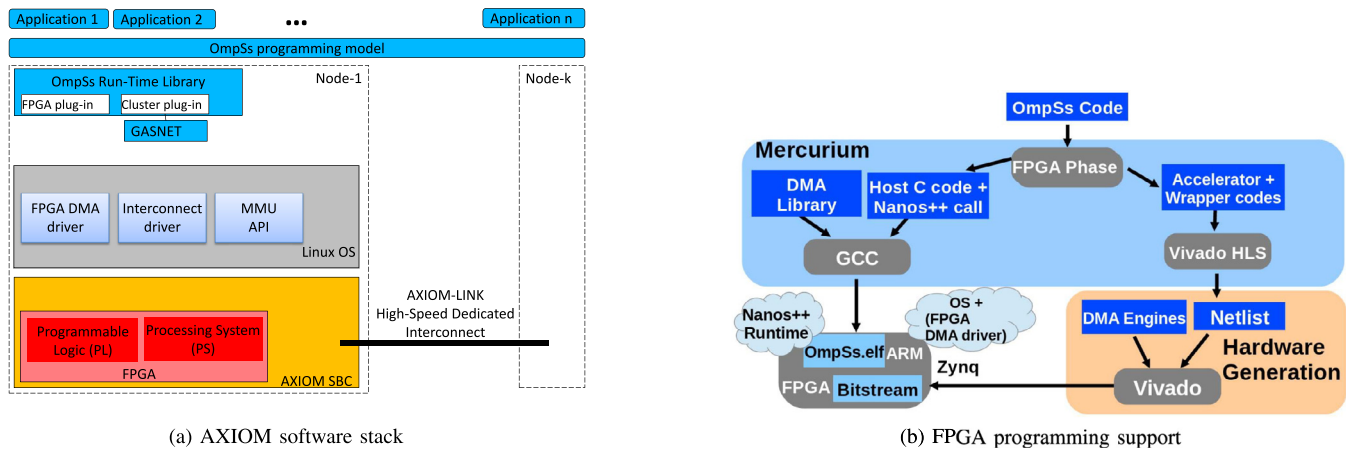 Application 1
Application 2
...
Application n
OmpSs programming model
Node-1
Node-k
OmpSs Run-Time Library
FPGA plug-in
Cluster plug-in
GASNET
FPGA DMA
driver
Interconnect
driver
MMU
API
Linux OS
AXIOM-LINK
High-Speed Dedicated
Interconnect
Programmable
Logic (PL)
Processing System
(PS)
FPGA
AXIOM SBC
(a) AXIOM software stack
OmpSs Code
Mercurium
FPGA Phase
DMA
Library
Host C code +
Nanos++ call
Accelerator +
Wrapper codes
GCC
Vivado HLS
Nanos++
Runtime
OS +
(FPGA
DMA driver)
DMA Engines
Netlist
Hardware
Generation
OmpSs.elf
ARM
Zynq
FPGA
Bitstream
Vivado
(b) FPGA programming support